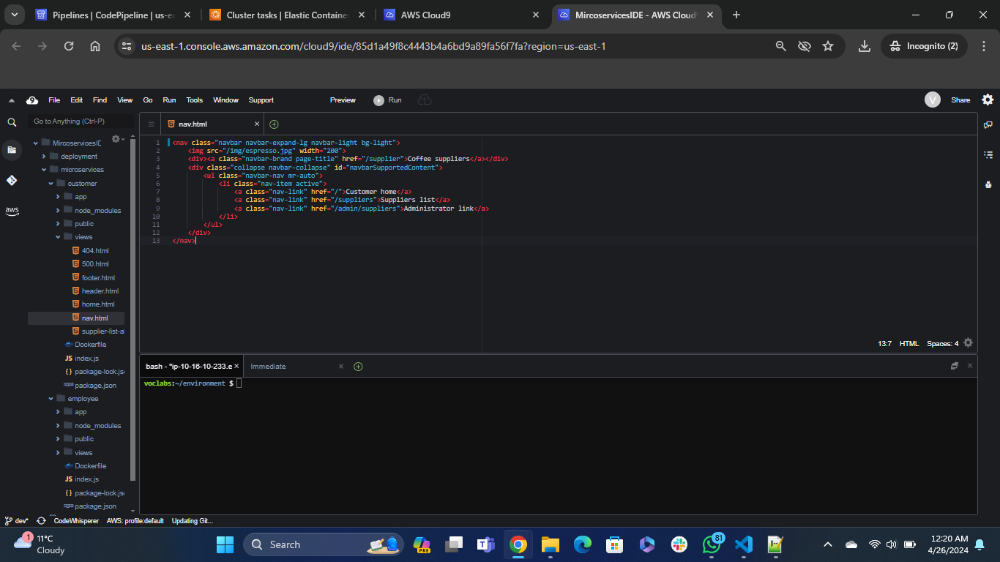 Pipelines | CodePipeline | us-ea
Cluster tasks | Elastic Container
AWS Cloud9
MircoservicesIDE - AWS Cloud9
us-east-1.console.aws.amazon.com/cloud9/ide/85d1a49f8c4443b4a6bd9a89fa56f7fa?region=us-east-1
Incognito (2)
File Edit Find View Go Run Tools Window Support
Preview
Run
V
Share
Go to Anything (Ctrl-P)
nav.html
MircoservicesID
deployment
microservices
customer
app
node_modules
public
views
404.html
500.html
footer.html
header.html
home.html
nav.html
supplier-list-al
Dockerfile
JS index.js
{} package-lock.js
package.json
employee
app
node_modules
public
views
Dockerfile
JS index.js
{} package-lock.js
package.json
aws
1 <nav class="navbar navbar-expand-lg navbar-light bg-light">
2 <img src="/img/espresso.jpg" width="200">
3 <div><a class="navbar-brand page-title" href="/supplier">Coffee suppliers</a></div>
4 <div class="collapse navbar-collapse" id="navbarSupportedContent">
5 <ul class="navbar-nav mr-auto">
6 <li class="nav-item active">
7 <a class="nav-link" href="/">Customer home</a>
8 <a class="nav-link" href="/suppliers">Suppliers list</a>
9 <a class="nav-link" href="/admin/suppliers">Administrator link</a>
10 </li>
11 </ul>
12 </div>
13 </nav>
13:7 HTML Spaces: 4
bash - "ip-10-16-10-233.e
Immediate
voclabs:~/environment $
dev* CodeWhisperer AWS: profile:default Updating Git...
1
11°C
Cloudy
Search
PRE
81
12:20 AM
4/26/2024